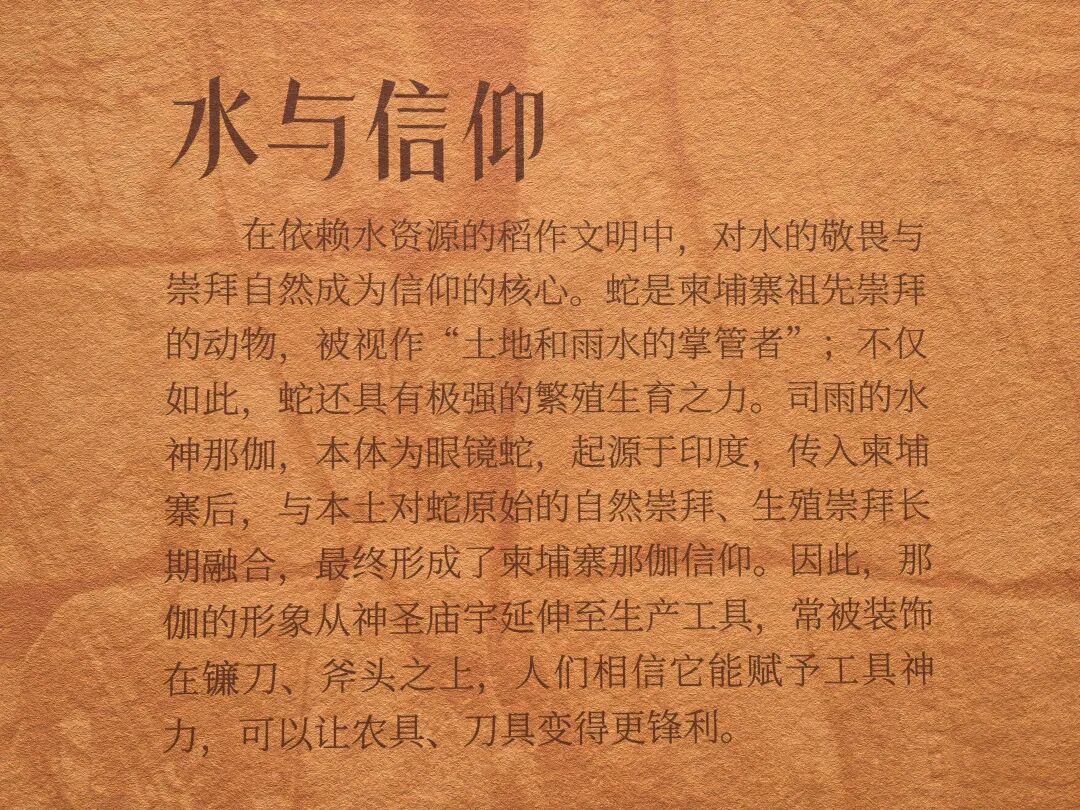 水与信仰
在依赖水资源的稻作文明中，对水的敬畏与
崇拜自然成为信仰的核心。蛇是柬埔寨祖先崇拜
的动物，被视作“土地和雨水的掌管者”；不仅
如此，蛇还具有极强的繁殖生育之力。司雨的水
神那伽，本体为眼镜蛇，起源于印度，传入柬埔
寨后，与本土对蛇原始的自然崇拜、生殖崇拜长
期融合，最终形成了柬埔寨那伽信仰。因此，那
伽的形象从神圣庙宇延伸至生产工具，常被装饰
在镰刀、斧头之上，人们相信它能赋予工具神
力，可以让农具、刀具变得更锋利。